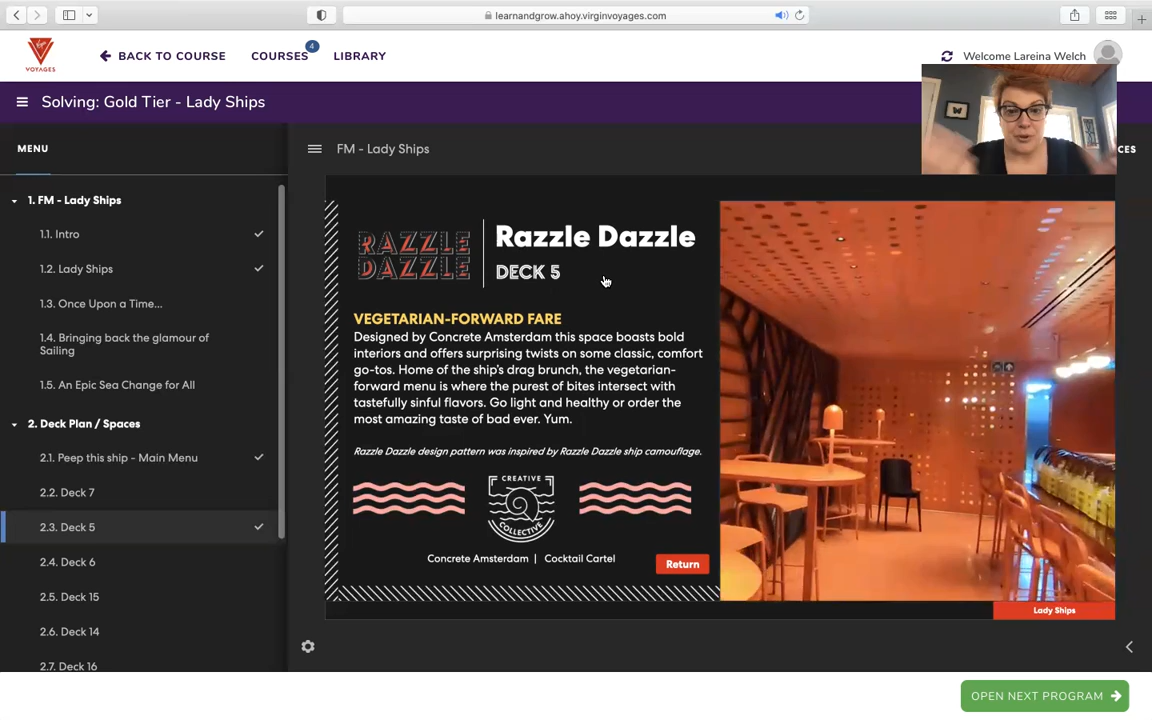 learnandgrow.ahoy.virginvoyages.com
VOYAGES
BACK TO COURSE
COURSES
4
LIBRARY
Welcome Lareina Welch
Solving: Gold Tier - Lady Ships
MENU
FM - Lady Ships
CES
1. FM - Lady Ships
1.1. Intro
1.2. Lady Ships
1.3. Once Upon a Time...
1.4. Bringing back the glamour of
Sailing
1.5. An Epic Sea Change for All
2. Deck Plan / Spaces
2.1. Peep this ship - Main Menu
2.2. Deck 7
2.3. Deck 5
2.4. Deck 6
2.5. Deck 15
2.6. Deck 14
2.7. Deck 16
RAZZLE
DAZZLE
Razzle Dazzle
DECK 5
VEGETARIAN-FORWARD FARE
Designed by Concrete Amsterdam this space boasts bold
interiors and offers surprising twists on some classic, comfort
go-tos. Home of the ship's drag brunch, the vegetarian-
forward menu is where the purest of bites intersect with
tastefully sinful flavors. Go light and healthy or order the
most amazing taste of bad ever. Yum.
Razzle Dazzle design pattern was inspired by Razzle Dazzle ship camouflage.
CREATIVE
COLLECTIVE
Concrete Amsterdam | Cocktail Cartel
Return
Lady Ships
OPEN NEXT PROGRAM